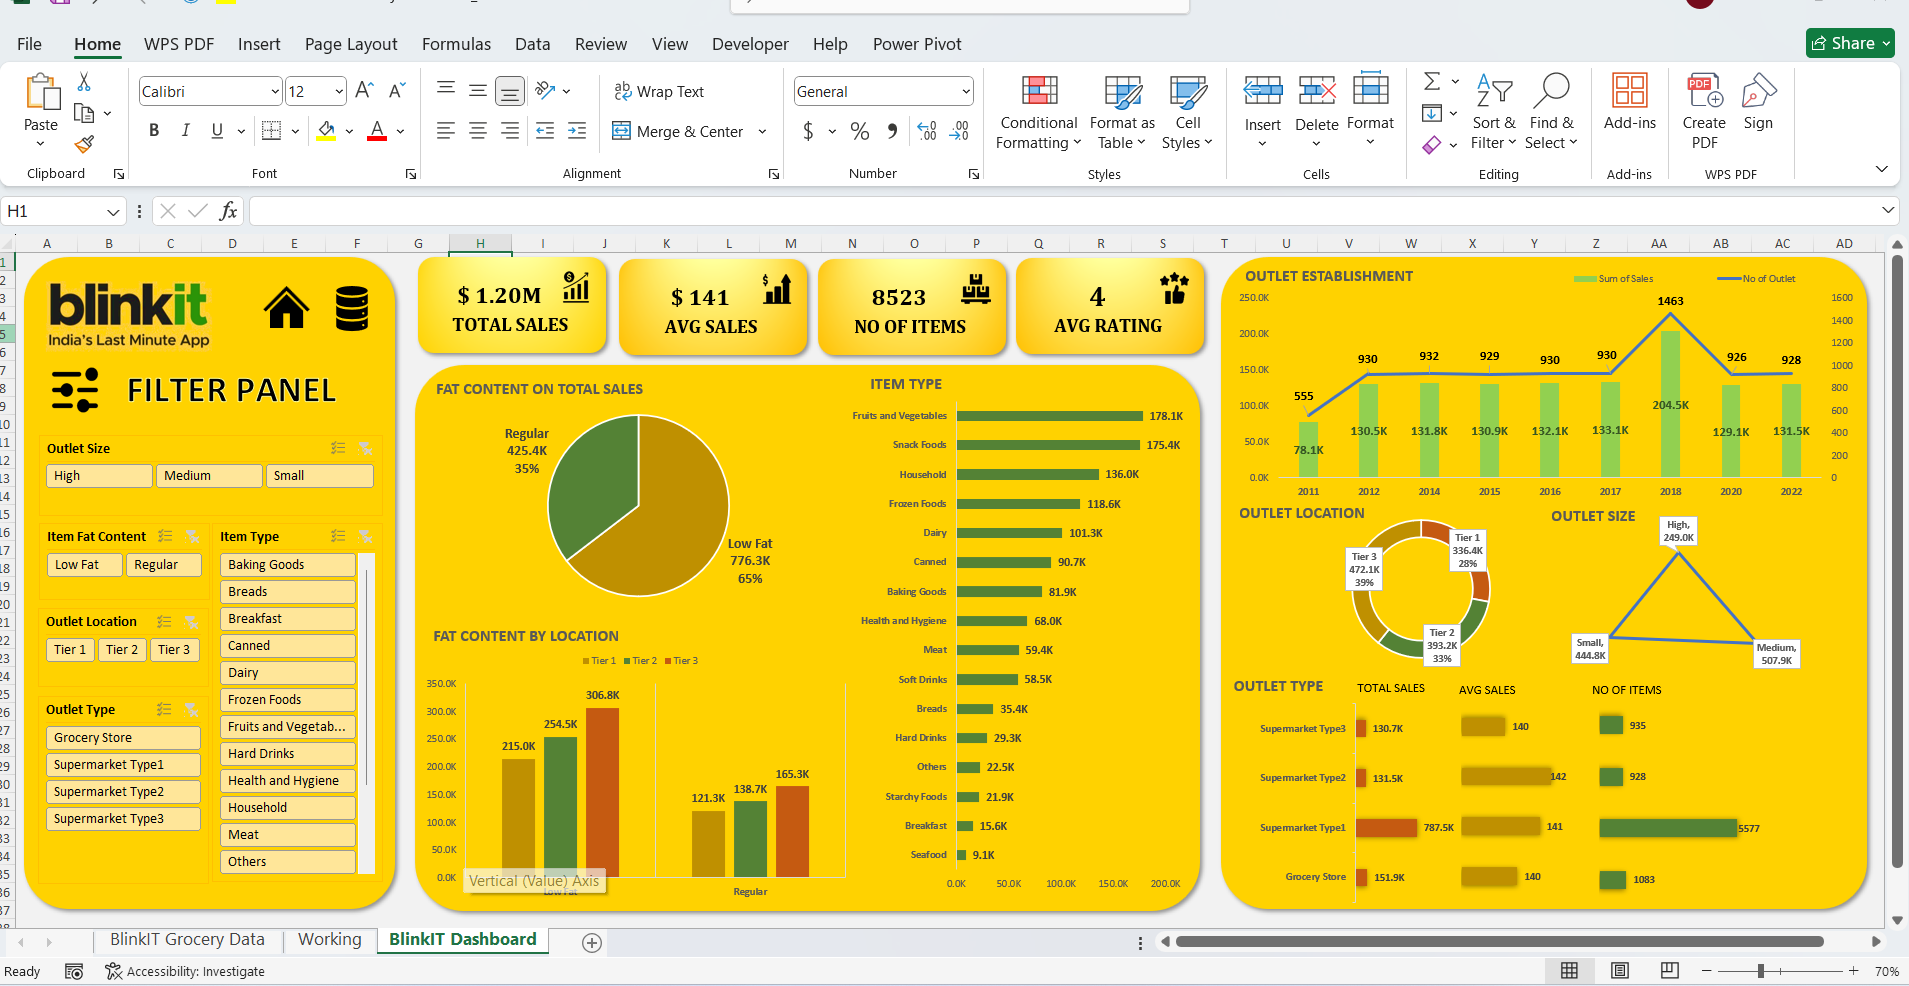 File Home WPS PDF Insert Page Layout Formulas Data Review View Developer Help Power Pivot Share
Paste
Clipboard
Calibri 12
B I U
Font
Wrap Text
Merge & Center
Alignment
General
$ % 9 .00 .00
Number
Conditional Formatting
Format as Table
Cell Styles
Styles
Insert
Delete
Format
Cells
Sort & Filter
Find & Select
Editing
Add-ins
Add-ins
Create PDF
Sign
WPS PDF
H1
fx
A B C D E F G H I J K L M N O P Q R S T U V W X Y Z AA AB AC AD
blinkit
India's Last Minute App
FILTER PANEL
Outlet Size
High
Medium
Small
Item Fat Content
Low Fat
Regular
Outlet Location
Tier 1
Tier 2
Tier 3
Outlet Type
Grocery Store
Supermarket Type1
Supermarket Type2
Supermarket Type3
Item Type
Baking Goods
Breads
Breakfast
Canned
Dairy
Frozen Foods
Fruits and Vegetab...
Hard Drinks
Health and Hygiene
Household
Meat
Others
$ 1.20M
TOTAL SALES
$ 141
AVG SALES
8523
NO OF ITEMS
4
AVG RATING
FAT CONTENT ON TOTAL SALES
Regular
425.4K
35%
Low Fat
776.3K
65%
FAT CONTENT BY LOCATION
Tier 1 Tier 2 Tier 3
350.0K
300.0K
250.0K
200.0K
150.0K
100.0K
50.0K
0.0K
215.0K
254.5K
306.8K
121.3K
138.7K
165.3K
Vertical (Value) Axis
Low Fat
Regular
ITEM TYPE
Fruits and Vegetables 178.1K
Snack Foods 175.4K
Household 136.0K
Frozen Foods 118.6K
Dairy 101.3K
Canned 90.7K
Baking Goods 81.9K
Health and Hygiene 68.0K
Meat 59.4K
Soft Drinks 58.5K
Breads 35.4K
Hard Drinks 29.3K
Others 22.5K
Starchy Foods 21.9K
Breakfast 15.6K
Seafood 9.1K
0.0K 50.0K 100.0K 150.0K 200.0K
OUTLET ESTABLISHMENT
Sum of Sales No of Outlet
250.0K
200.0K
150.0K
100.0K
50.0K
0.0K
555 930 932 929 930 930 1463 926 928
78.1K 130.5K 131.8K 130.9K 132.1K 133.1K 204.5K 129.1K 131.5K
2011 2012 2014 2015 2016 2017 2018 2020 2022
1600
1400
1200
1000
800
600
400
200
0
OUTLET LOCATION
Tier 1
336.4K
28%
Tier 3
472.1K
39%
Tier 2
393.2K
33%
OUTLET SIZE
High,
249.0K
Small,
444.8K
Medium,
507.9K
OUTLET TYPE TOTAL SALES AVG SALES NO OF ITEMS
Supermarket Type3 130.7K 140 935
Supermarket Type2 131.5K 142 928
Supermarket Type1 787.5K 141 5577
Grocery Store 151.9K 140 1083
BlinkIT Grocery Data Working BlinkIT Dashboard
Ready Accessibility: Investigate 70%